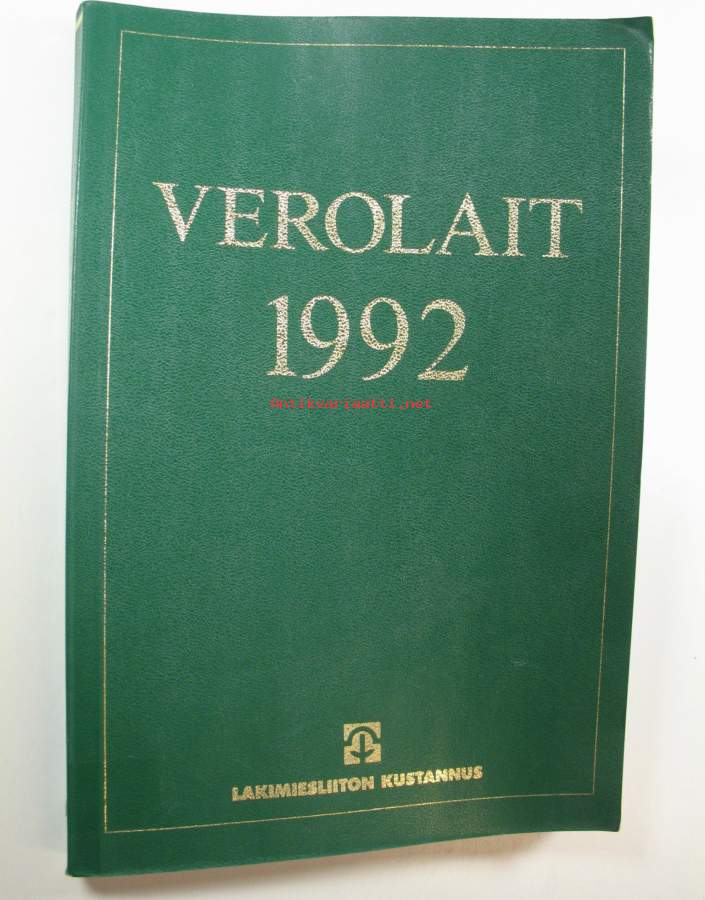 VEROLAIT
1992
Antikvariaatti.net
LAKIMIESLIITON KUSTANNUS